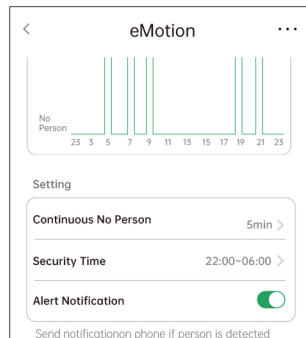 eMotion
No
Person
23 3 5 7 9 11 13 15 17 19 21 23
Setting
Continuous No Person 5min
Security Time 22:00~06:00
Alert Notification
Send notificationon phone if person is detected